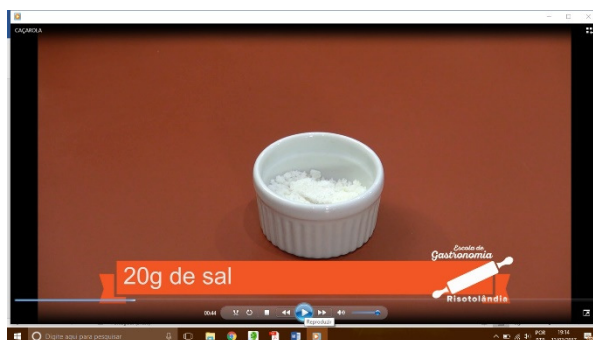 CAÇAROLA
20g de sal
Escola de
Gastronomia
Risotolândia
00:44
Reproduzir
Digite aqui para pesquisar
POR
19:14